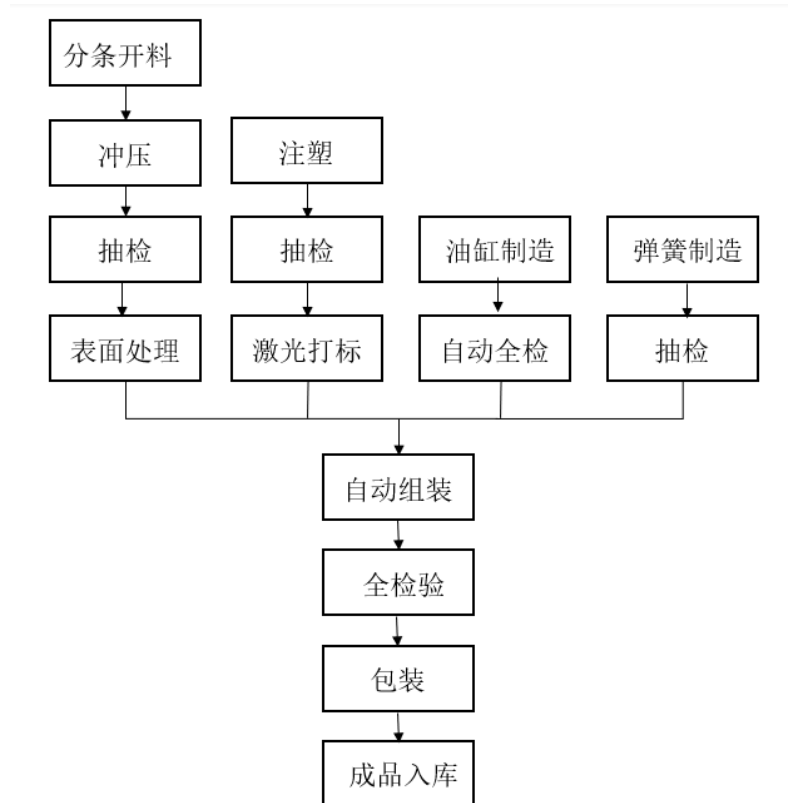 分条开料
冲压
注塑
抽检
抽检
油缸制造
弹簧制造
表面处理
激光打标
自动全检
抽检
自动组装
全检验
包装
成品入库